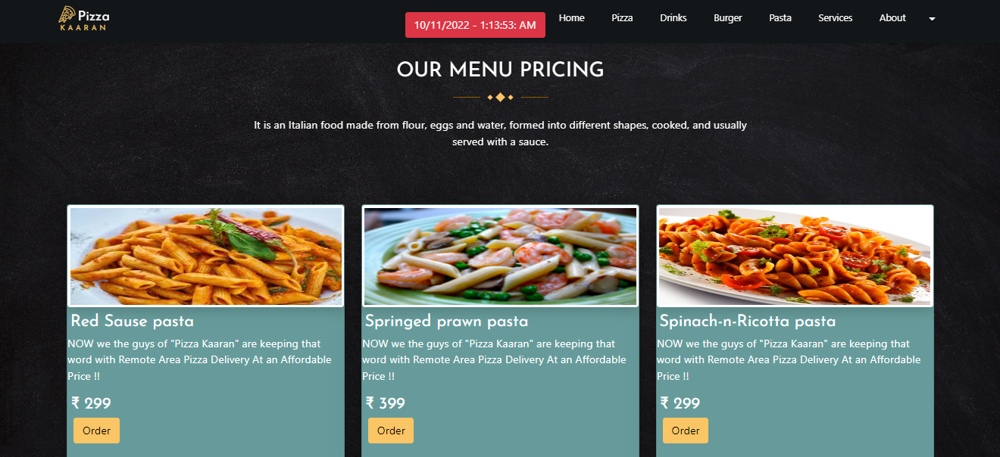 Pizza
KAARAN
10/11/2022 - 1:13:53: AM
Home
Pizza
Drinks
Burger
Pasta
Services
About
OUR MENU PRICING
It is an Italian food made from flour, eggs and water, formed into different shapes, cooked, and usually
served with a sauce.
Red Sause pasta
NOW we the guys of "Pizza Kaaran" are keeping that
word with Remote Area Pizza Delivery At an Affordable
Price !!
₹ 299
Order
Springed prawn pasta
NOW we the guys of "Pizza Kaaran" are keeping that
word with Remote Area Pizza Delivery At an Affordable
Price !!
₹ 399
Order
Spinach-n-Ricotta pasta
NOW we the guys of "Pizza Kaaran" are keeping that
word with Remote Area Pizza Delivery At an Affordable
Price !!
₹ 299
Order